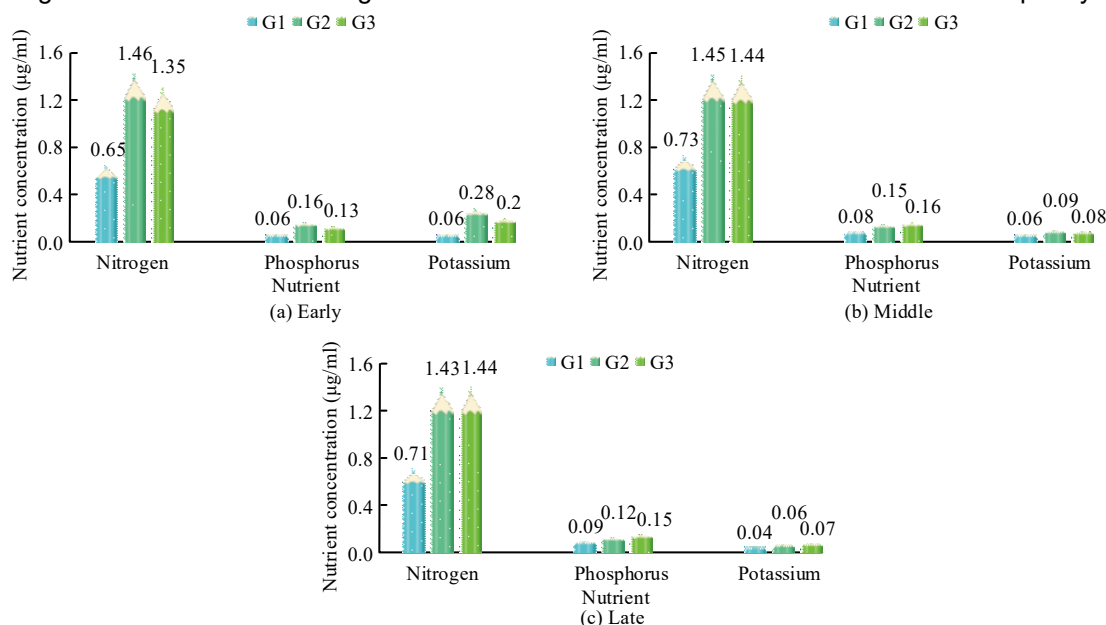 G1 G2 G3
Nutrient concentration (μg/ml)
1.6
1.2
0.8
0.4
0.0
0.65
1.46
1.35
0.06
0.16
0.13
0.06
0.28
0.2
Nitrogen
Phosphorus
Potassium
Nutrient
(a) Early
G1 G2 G3
Nutrient concentration (μg/ml)
1.6
1.2
0.8
0.4
0.0
0.73
1.45
1.44
0.08
0.15
0.16
0.06
0.09
0.08
Nitrogen
Phosphorus
Potassium
Nutrient
(b) Middle
G1 G2 G3
Nutrient concentration (μg/ml)
1.6
1.2
0.8
0.4
0.0
0.71
1.43
1.44
0.09
0.12
0.15
0.04
0.06
0.07
Nitrogen
Phosphorus
Potassium
Nutrient
(c) Late